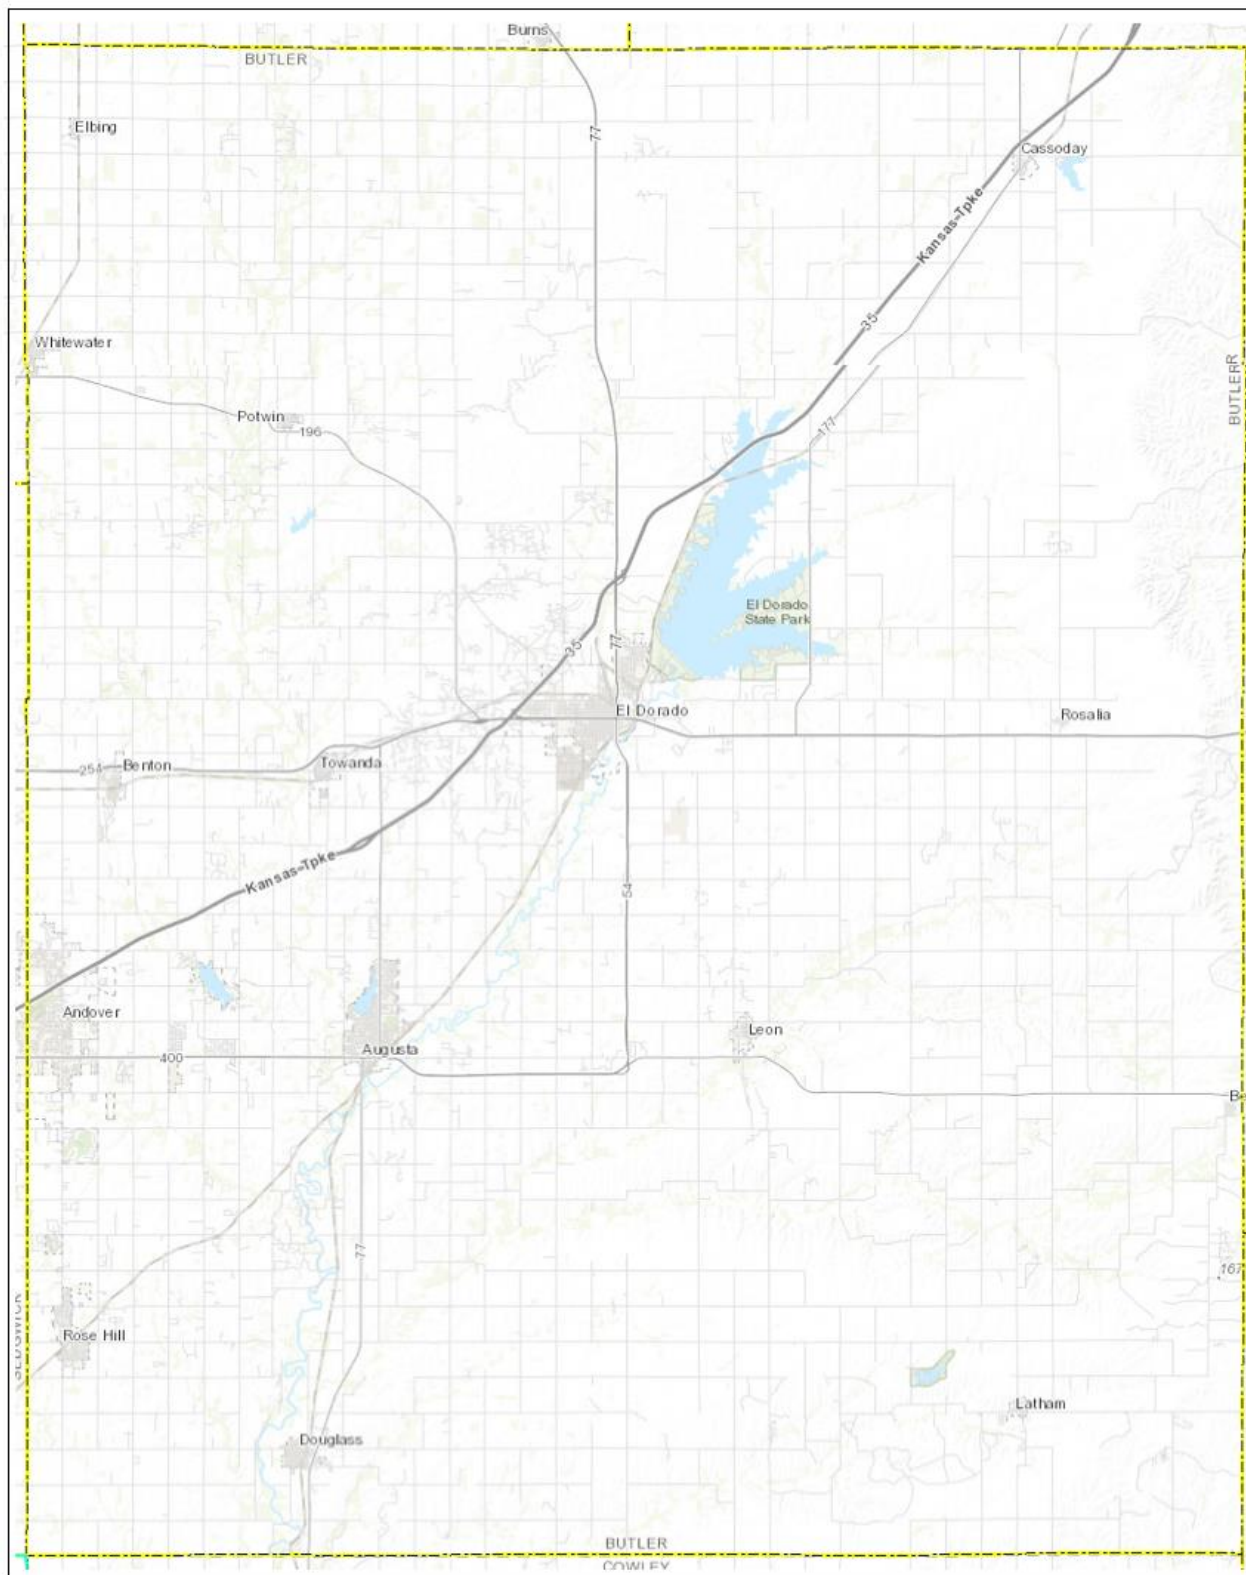 Burns
BUTLER
Elbing
77
Cassoday
Kansas-Tpke
35
Whitewater
BUTLER
Potwin
196
177
El Dorado
State Park
35
77
El Dorado
Rosalia
254
Benton
Towanda
Kansas-Tpke
54
Andover
Leon
Augusta
400
77
167
SEDGWICK
Rose Hill
Latham
Douglass
BUTLER
COWLEY